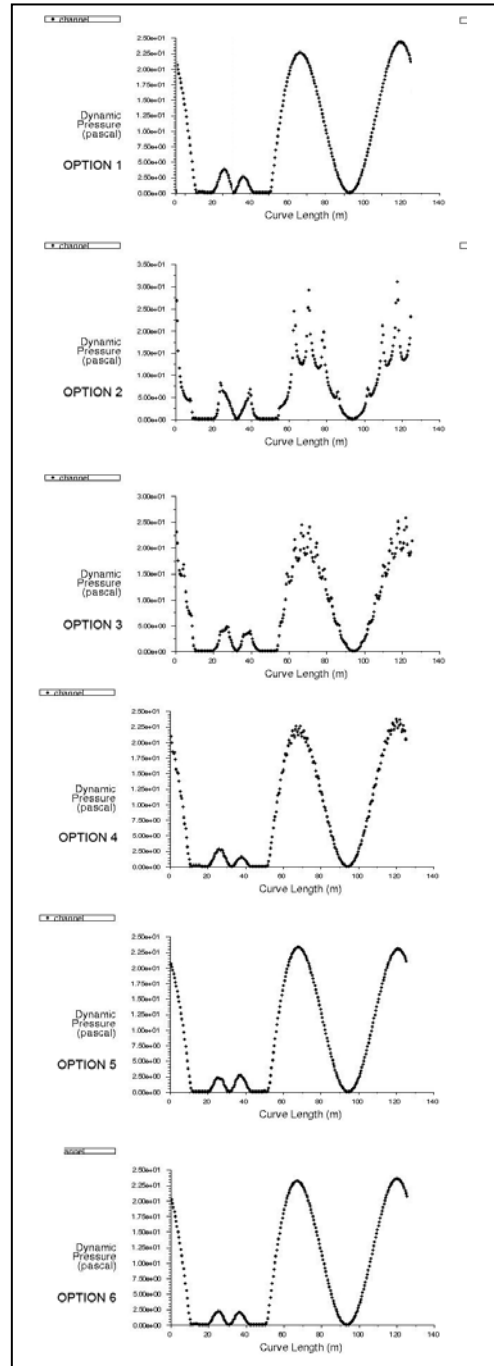 channel
2.50e+01
2.25e+01
2.00e+01
1.75e+01
1.50e+01
1.25e+01
1.00e+01
7.50e+00
5.00e+00
2.50e+00
0.00e+00
Dynamic
Pressure
(pascal)
OPTION 1
0 20 40 60 80 100 120 140
Curve Length (m)
channel
3.50e+01
3.00e+01
2.50e+01
2.00e+01
1.50e+01
1.00e+01
5.00e+00
0.00e+00
Dynamic
Pressure
(pascal)
OPTION 2
0 20 40 60 80 100 120 140
Curve Length (m)
channel
3.00e+01
2.50e+01
2.00e+01
1.50e+01
1.00e+01
5.00e+00
0.00e+00
Dynamic
Pressure
(pascal)
OPTION 3
0 20 40 60 80 100 120 140
Curve Length (m)
channel
2.50e+01
2.25e+01
2.00e+01
1.75e+01
1.50e+01
1.25e+01
1.00e+01
7.50e+00
5.00e+00
2.50e+00
0.00e+00
Dynamic
Pressure
(pascal)
OPTION 4
0 20 40 60 80 100 120 140
Curve Length (m)
channel
2.50e+01
2.25e+01
2.00e+01
1.75e+01
1.50e+01
1.25e+01
1.00e+01
7.50e+00
5.00e+00
2.50e+00
0.00e+00
Dynamic
Pressure
(pascal)
OPTION 5
0 20 40 60 80 100 120 140
Curve Length (m)
2.50e+01
2.25e+01
2.00e+01
1.75e+01
1.50e+01
1.25e+01
1.00e+01
7.50e+00
5.00e+00
2.50e+00
0.00e+00
Dynamic
Pressure
(pascal)
OPTION 6
0 20 40 60 80 100 120 140
Curve Length (m)